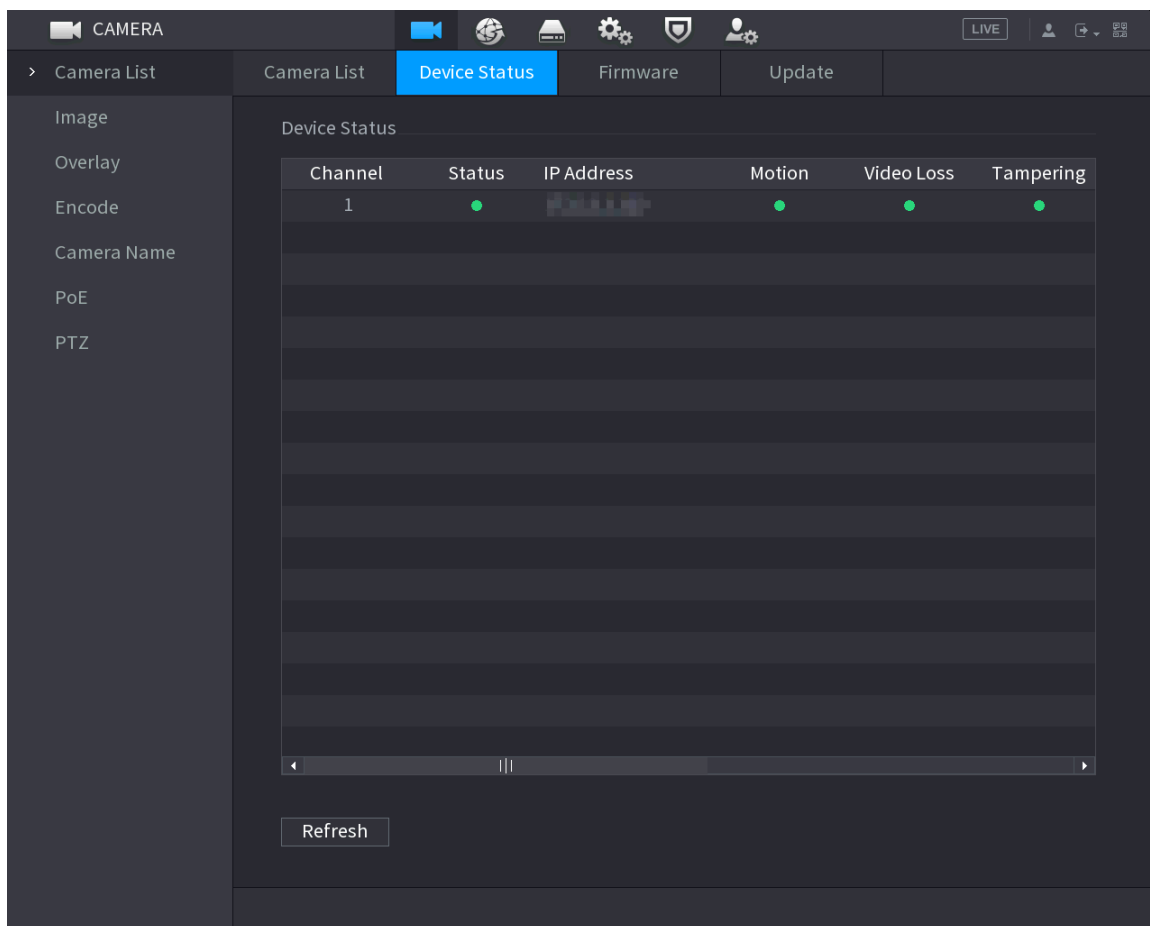 CAMERA LIVE
Camera List
Image
Overlay
Encode
Camera Name
PoE
PTZ
Camera List Device Status Firmware Update
Device Status
Channel Status IP Address Motion Video Loss Tampering
1
Refresh